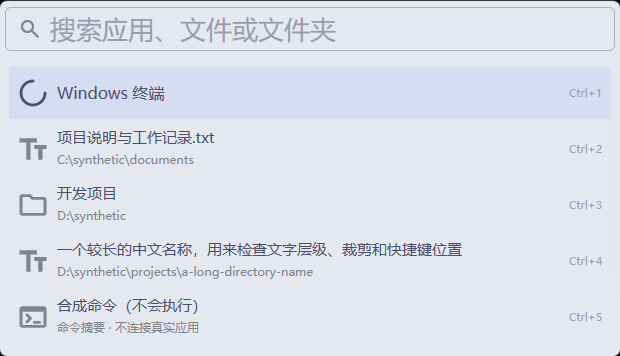 搜索应用、文件或文件夹
Windows 终端
Ctrl+1
项目说明与工作记录.txt
C:\synthetic\documents
Ctrl+2
开发项目
D:\synthetic
Ctrl+3
一个较长的中文名称，用来检查文字层级、裁剪和快捷键位置
D:\synthetic\projects\a-long-directory-name
Ctrl+4
合成命令（不会执行）
命令摘要 · 不连接真实应用
Ctrl+5